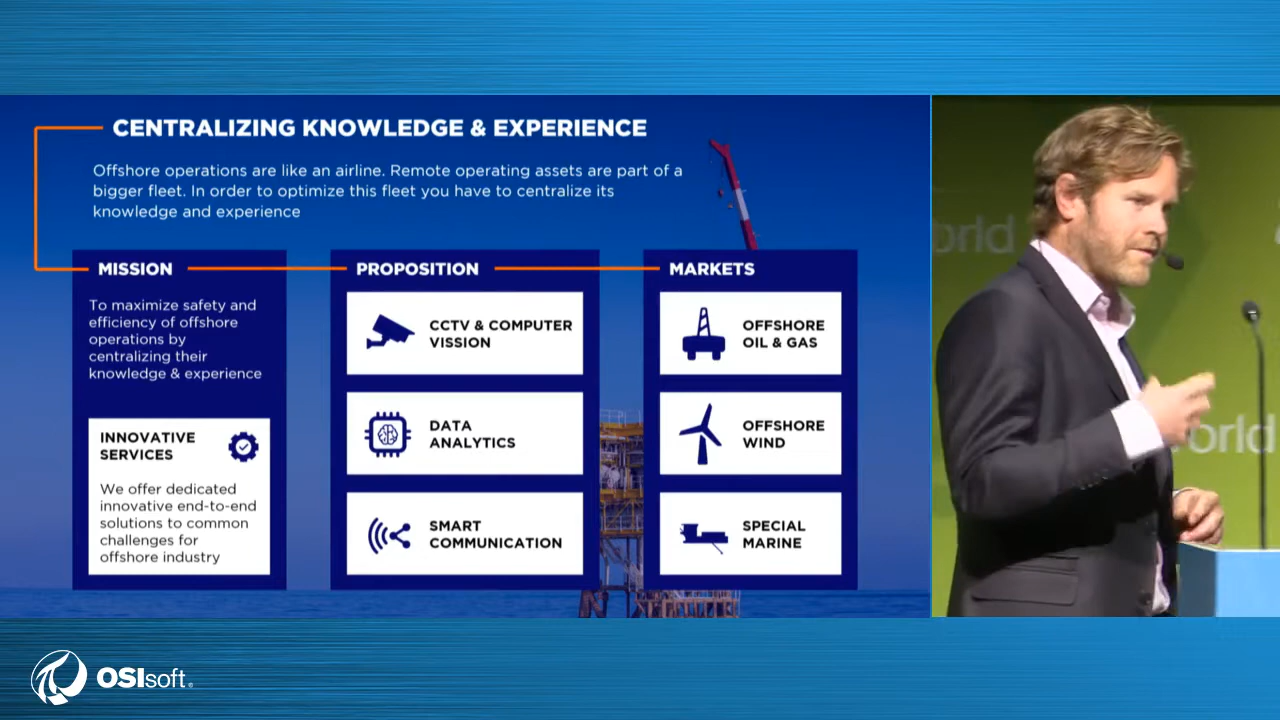 CENTRALIZING KNOWLEDGE & EXPERIENCE
Offshore operations are like an airline. Remote operating assets are part of a
bigger fleet. In order to optimize this fleet you have to centralize its
knowledge and experience
MISSION
To maximize safety and
efficiency of offshore
operations by
centralizing their
knowledge & experience
INNOVATIVE
SERVICES
We offer dedicated
innovative end-to-end
solutions to common
challenges for
offshore industry
PROPOSITION
CCTV & COMPUTER
VISSION
DATA
ANALYTICS
SMART
COMMUNICATION
MARKETS
OFFSHORE
OIL & GAS
OFFSHORE
WIND
SPECIAL
MARINE
orld
orld
OSIsoft.